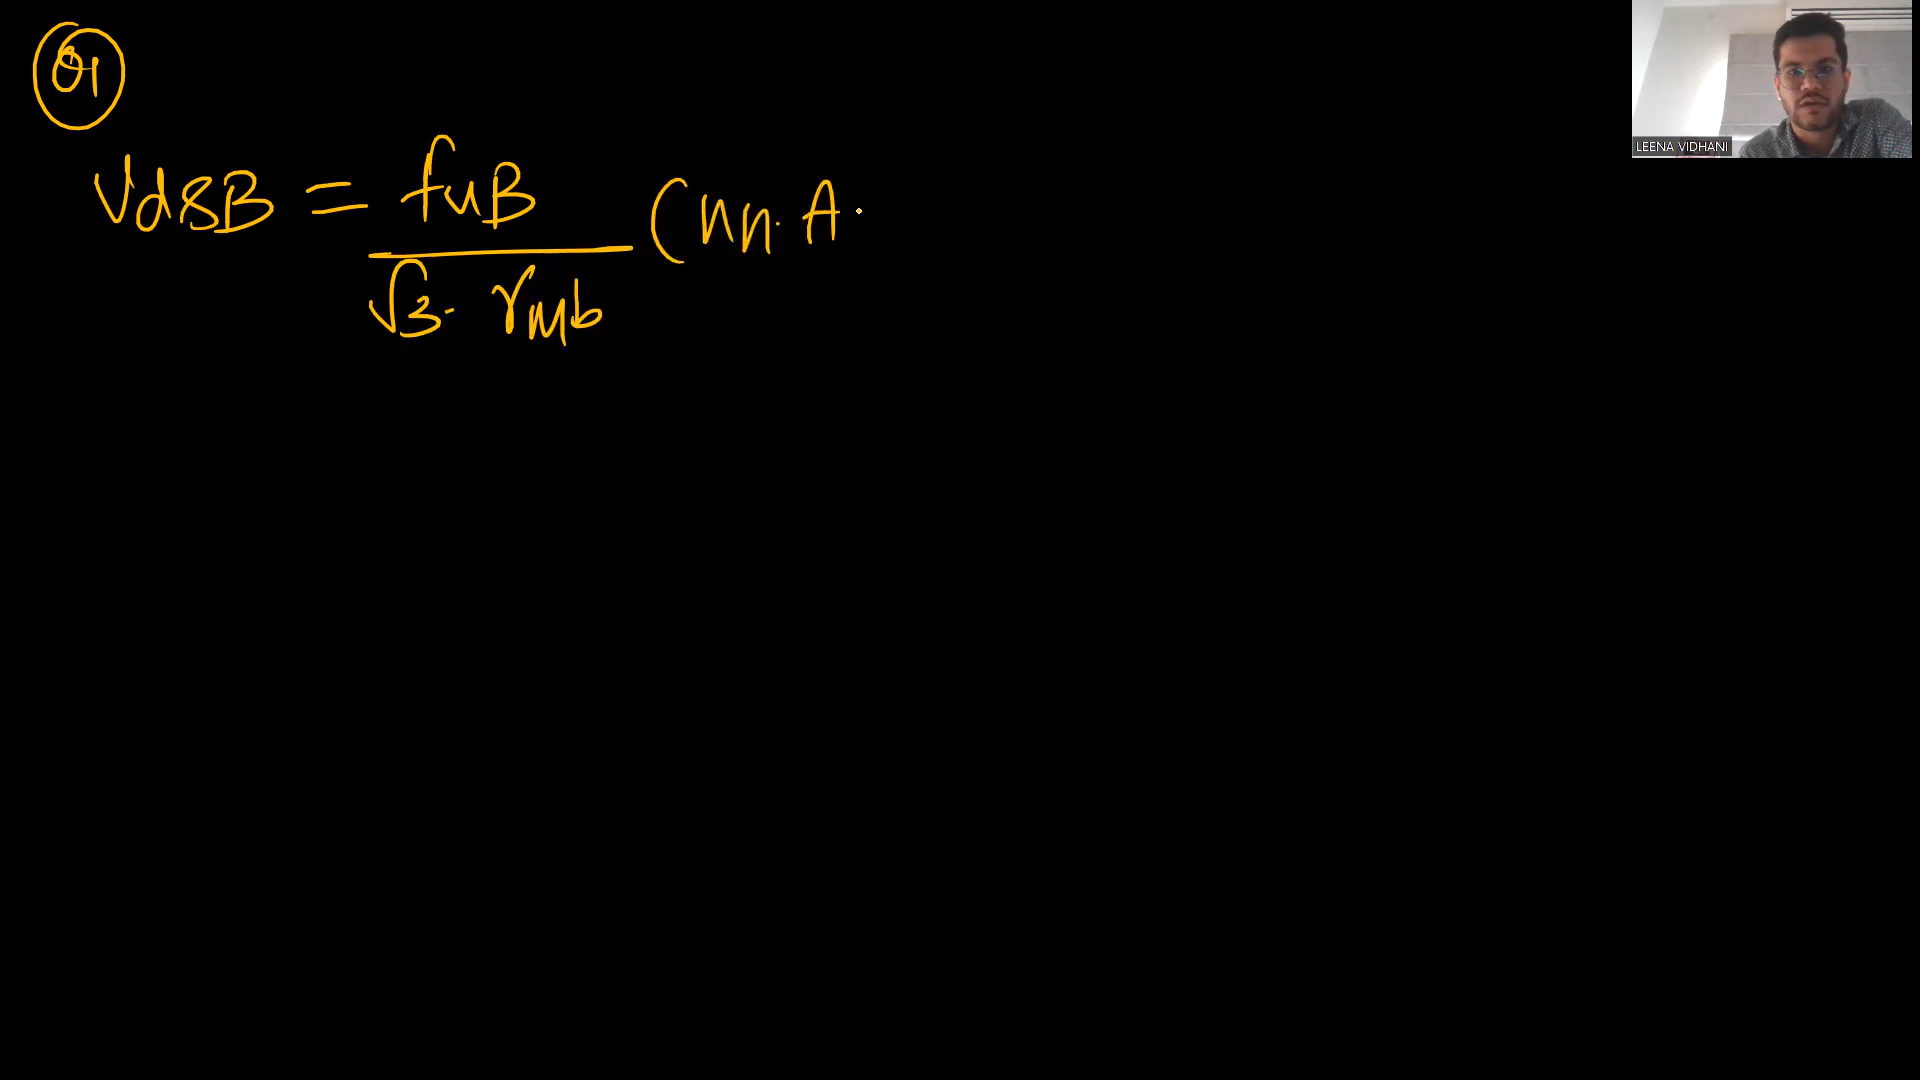 Q1
VdSB = fuB / √3· γmb (nn· A
LEENA VIDHANI